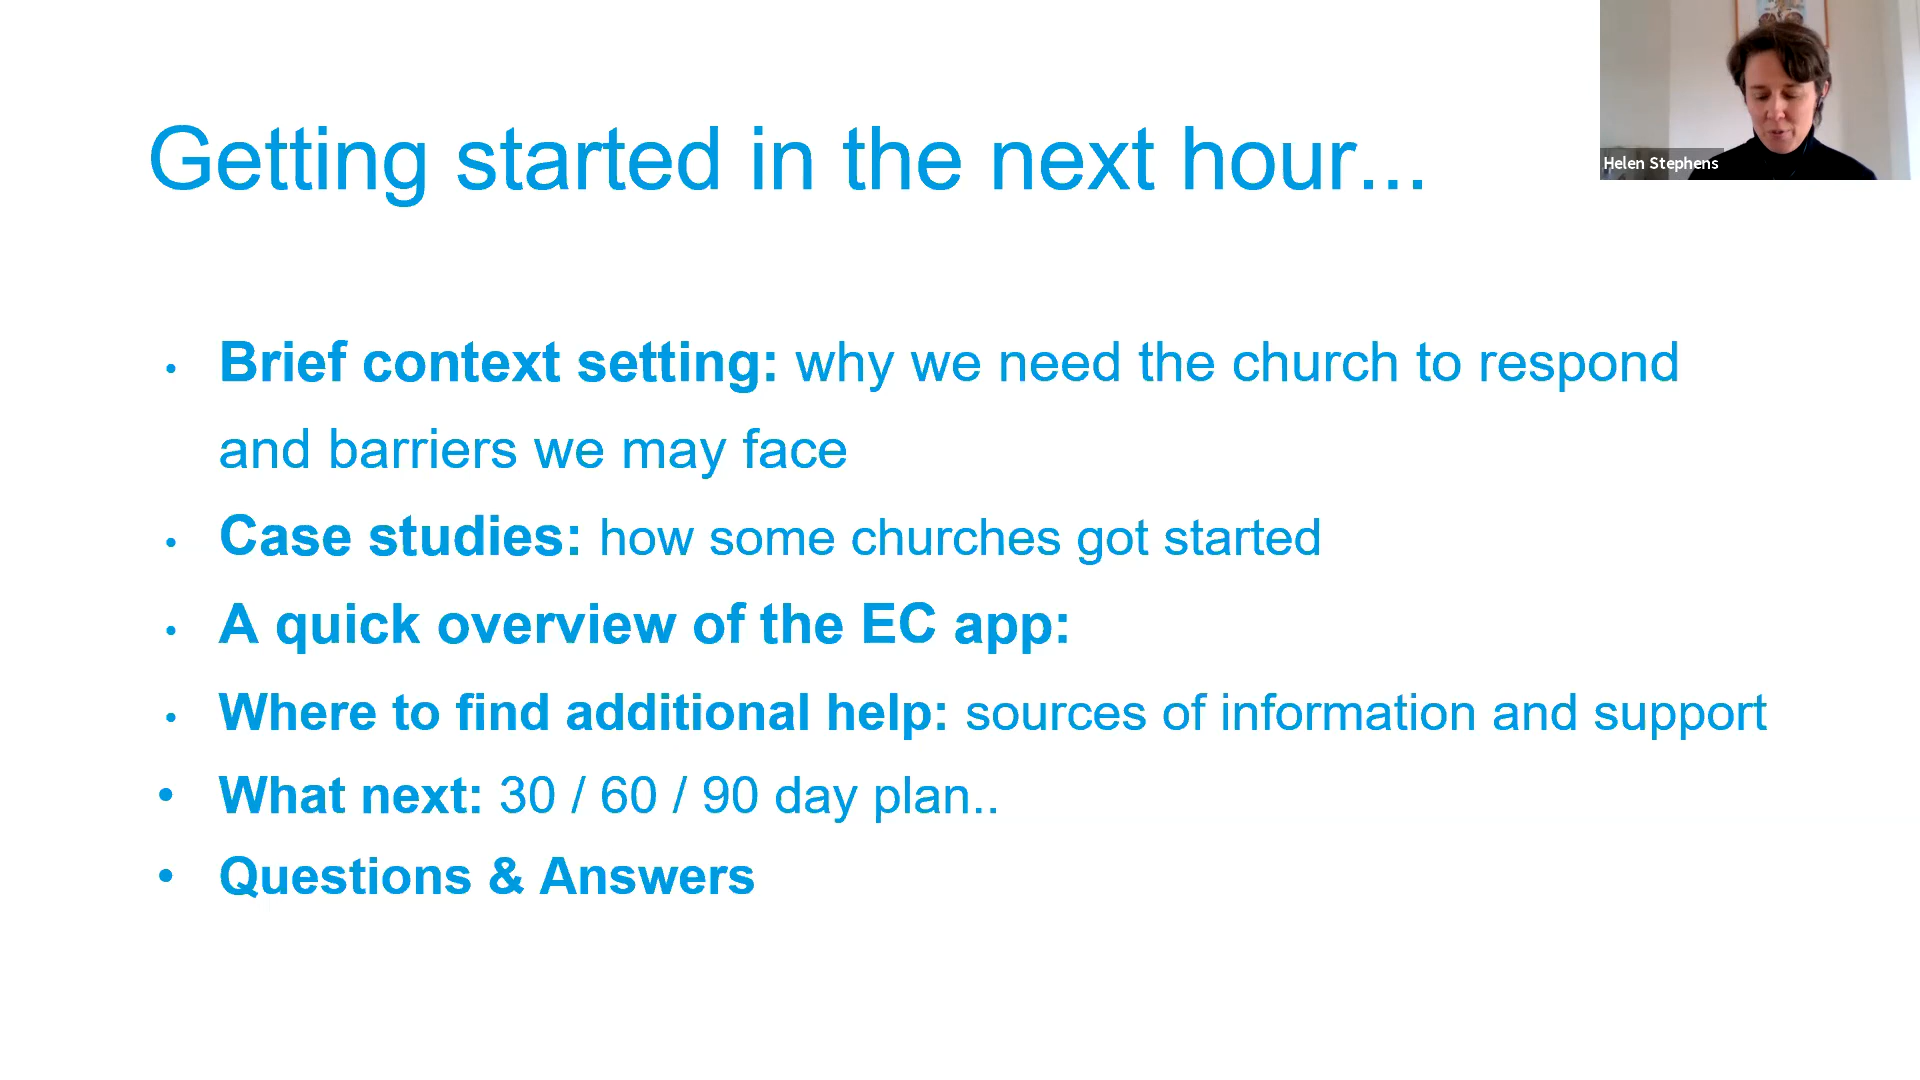 Getting started in the next hour...
Helen Stephens
• Brief context setting: why we need the church to respond
and barriers we may face
• Case studies: how some churches got started
• A quick overview of the EC app:
• Where to find additional help: sources of information and support
• What next: 30 / 60 / 90 day plan..
• Questions & Answers